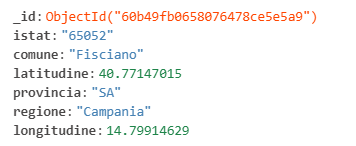 _id: ObjectId("60b49fb0658076478ce5e5a9")
istat: "65052"
comune: "Fisciano"
latitudine: 40.77147015
provincia: "SA"
regione: "Campania"
longitudine: 14.79914629